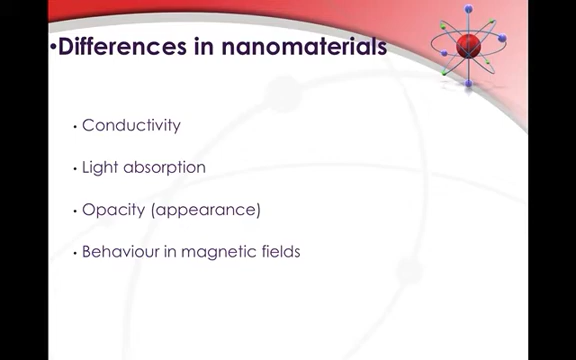 •Differences in nanomaterials
• Conductivity
• Light absorption
• Opacity (appearance)
• Behaviour in magnetic fields